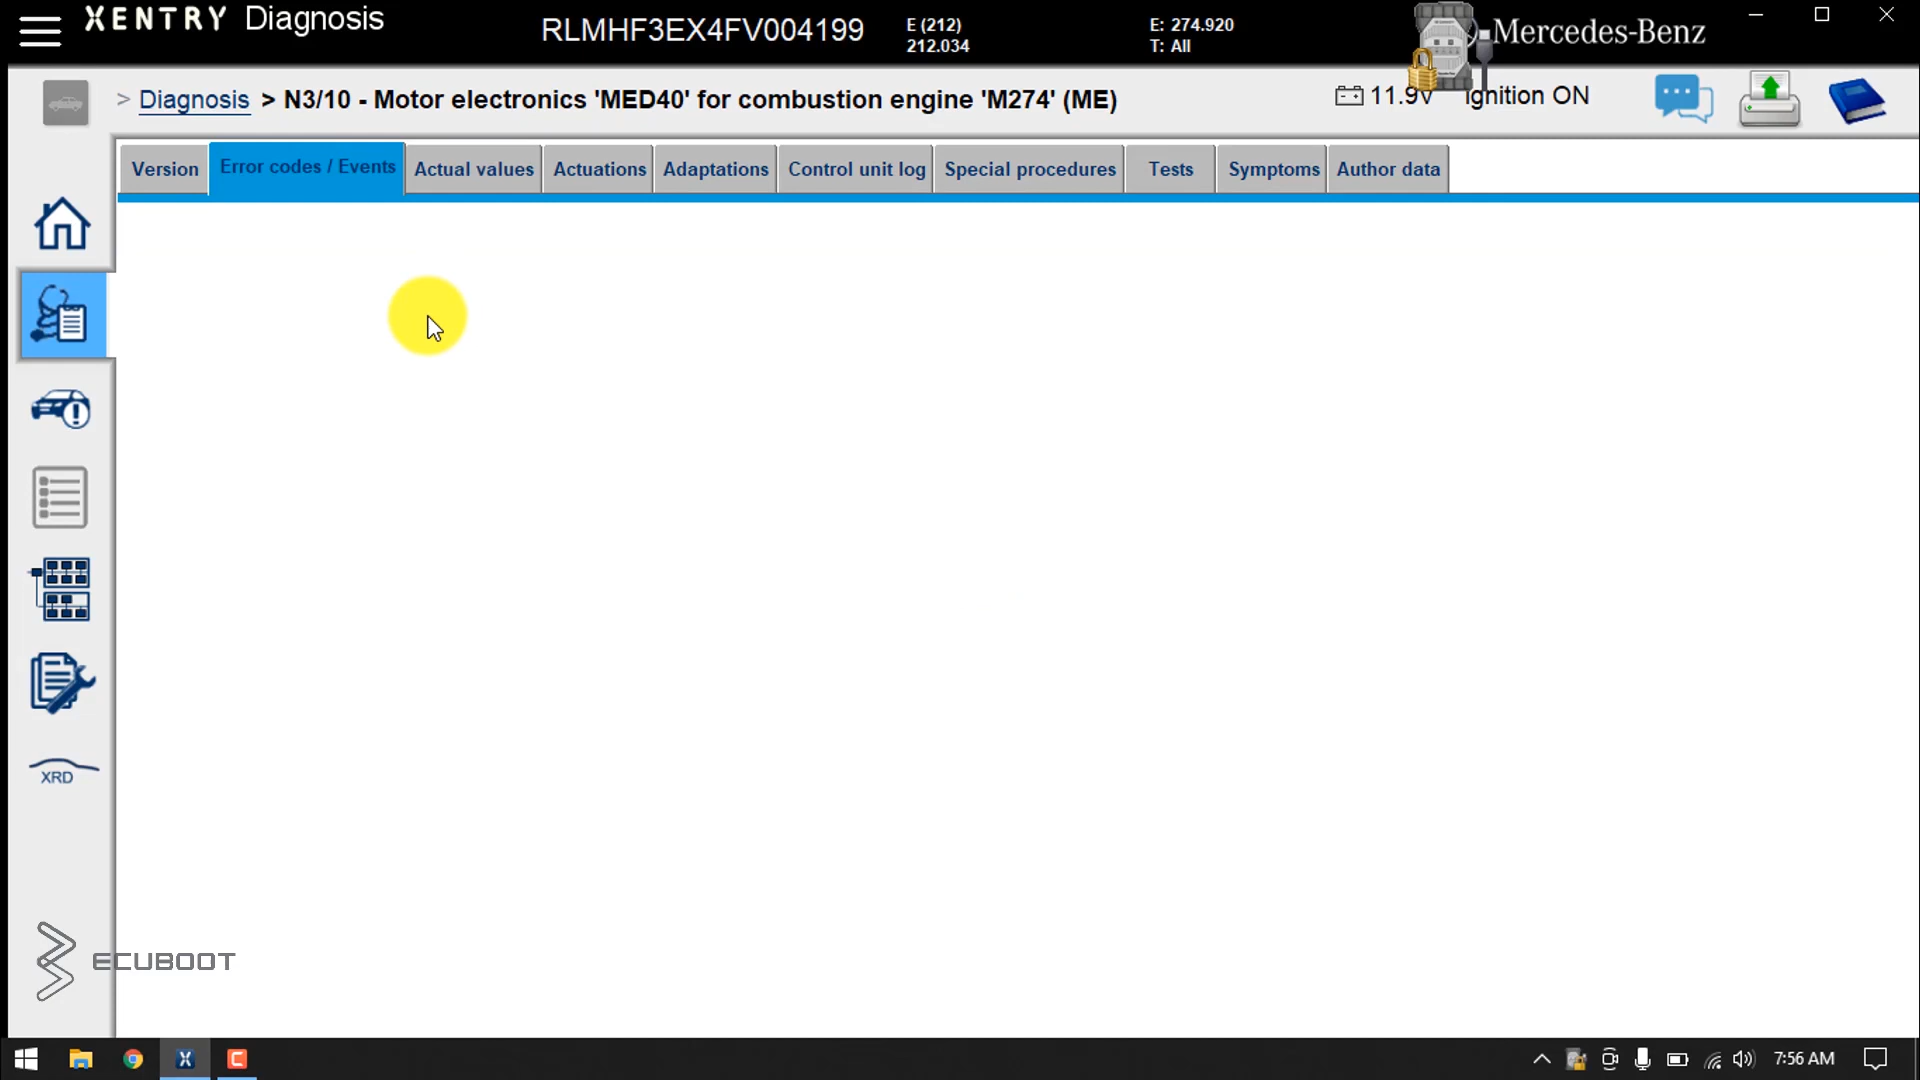 XENTRY Diagnosis
RLMHF3EX4FV004199
E (212)
212.034
E: 274.920
T: All
Mercedes-Benz
> Diagnosis > N3/10 - Motor electronics 'MED40' for combustion engine 'M274' (ME)
11.9V
Ignition ON
Version
Error codes / Events
Actual values
Actuations
Adaptations
Control unit log
Special procedures
Tests
Symptoms
Author data
XRD
ECUBOOT
7:56 AM